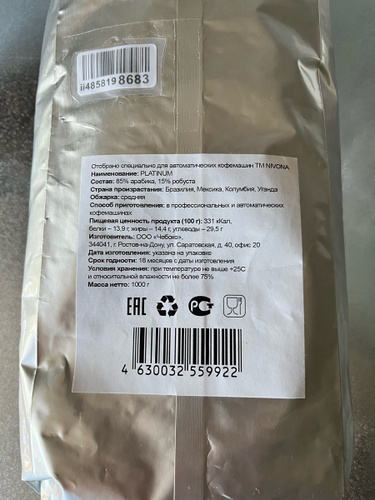 ii4858198683
Отобрано специально для автоматических кофемашин ТМ NIVONA
Наименование: PLATINUM
Состав: 85% арабика, 15% робуста
Страна произрастания: Бразилия, Мексика, Колумбия, Уганда
Обжарка: средняя
Способ приготовления: в профессиональных и автоматических
кофемашинах
Пищевая ценность продукта (100 г): 331 кКал,
белки – 13,9 г; жиры – 14,4 г; углеводы – 29,5 г
Изготовитель: ООО «Чебокс»,
344041, г. Ростов-на-Дону, ул. Саратовская, д. 40, офис 20
Дата изготовления: указана на упаковке
Срок годности: 18 месяцев с даты изготовления
Условия хранения: при температуре не выше +25С
и относительной влажности не более 75%
Масса нетто: 1000 г
EAC PC
4 630032 559922